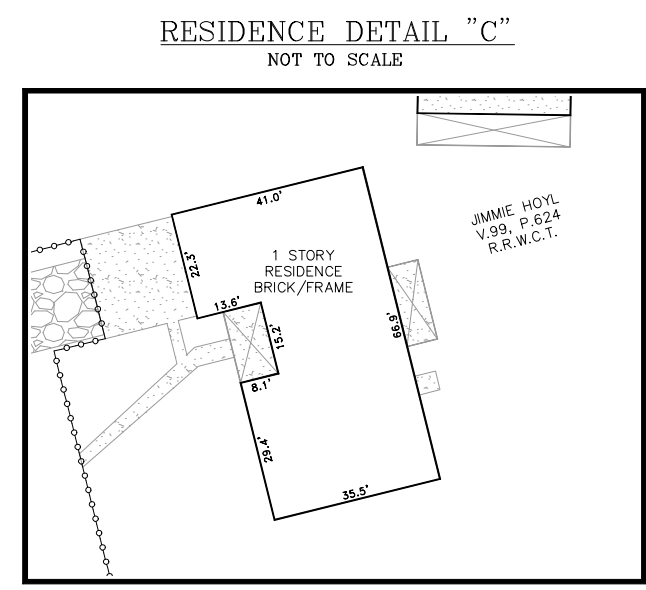 RESIDENCE DETAIL "C"
NOT TO SCALE
41.0'
JIMMIE HOYL
V.99, P.624
R.R.W.C.T.
22.3'
1 STORY
RESIDENCE
BRICK/FRAME
13.6'
15.2'
66.9'
8.1'
29.4'
35.5'